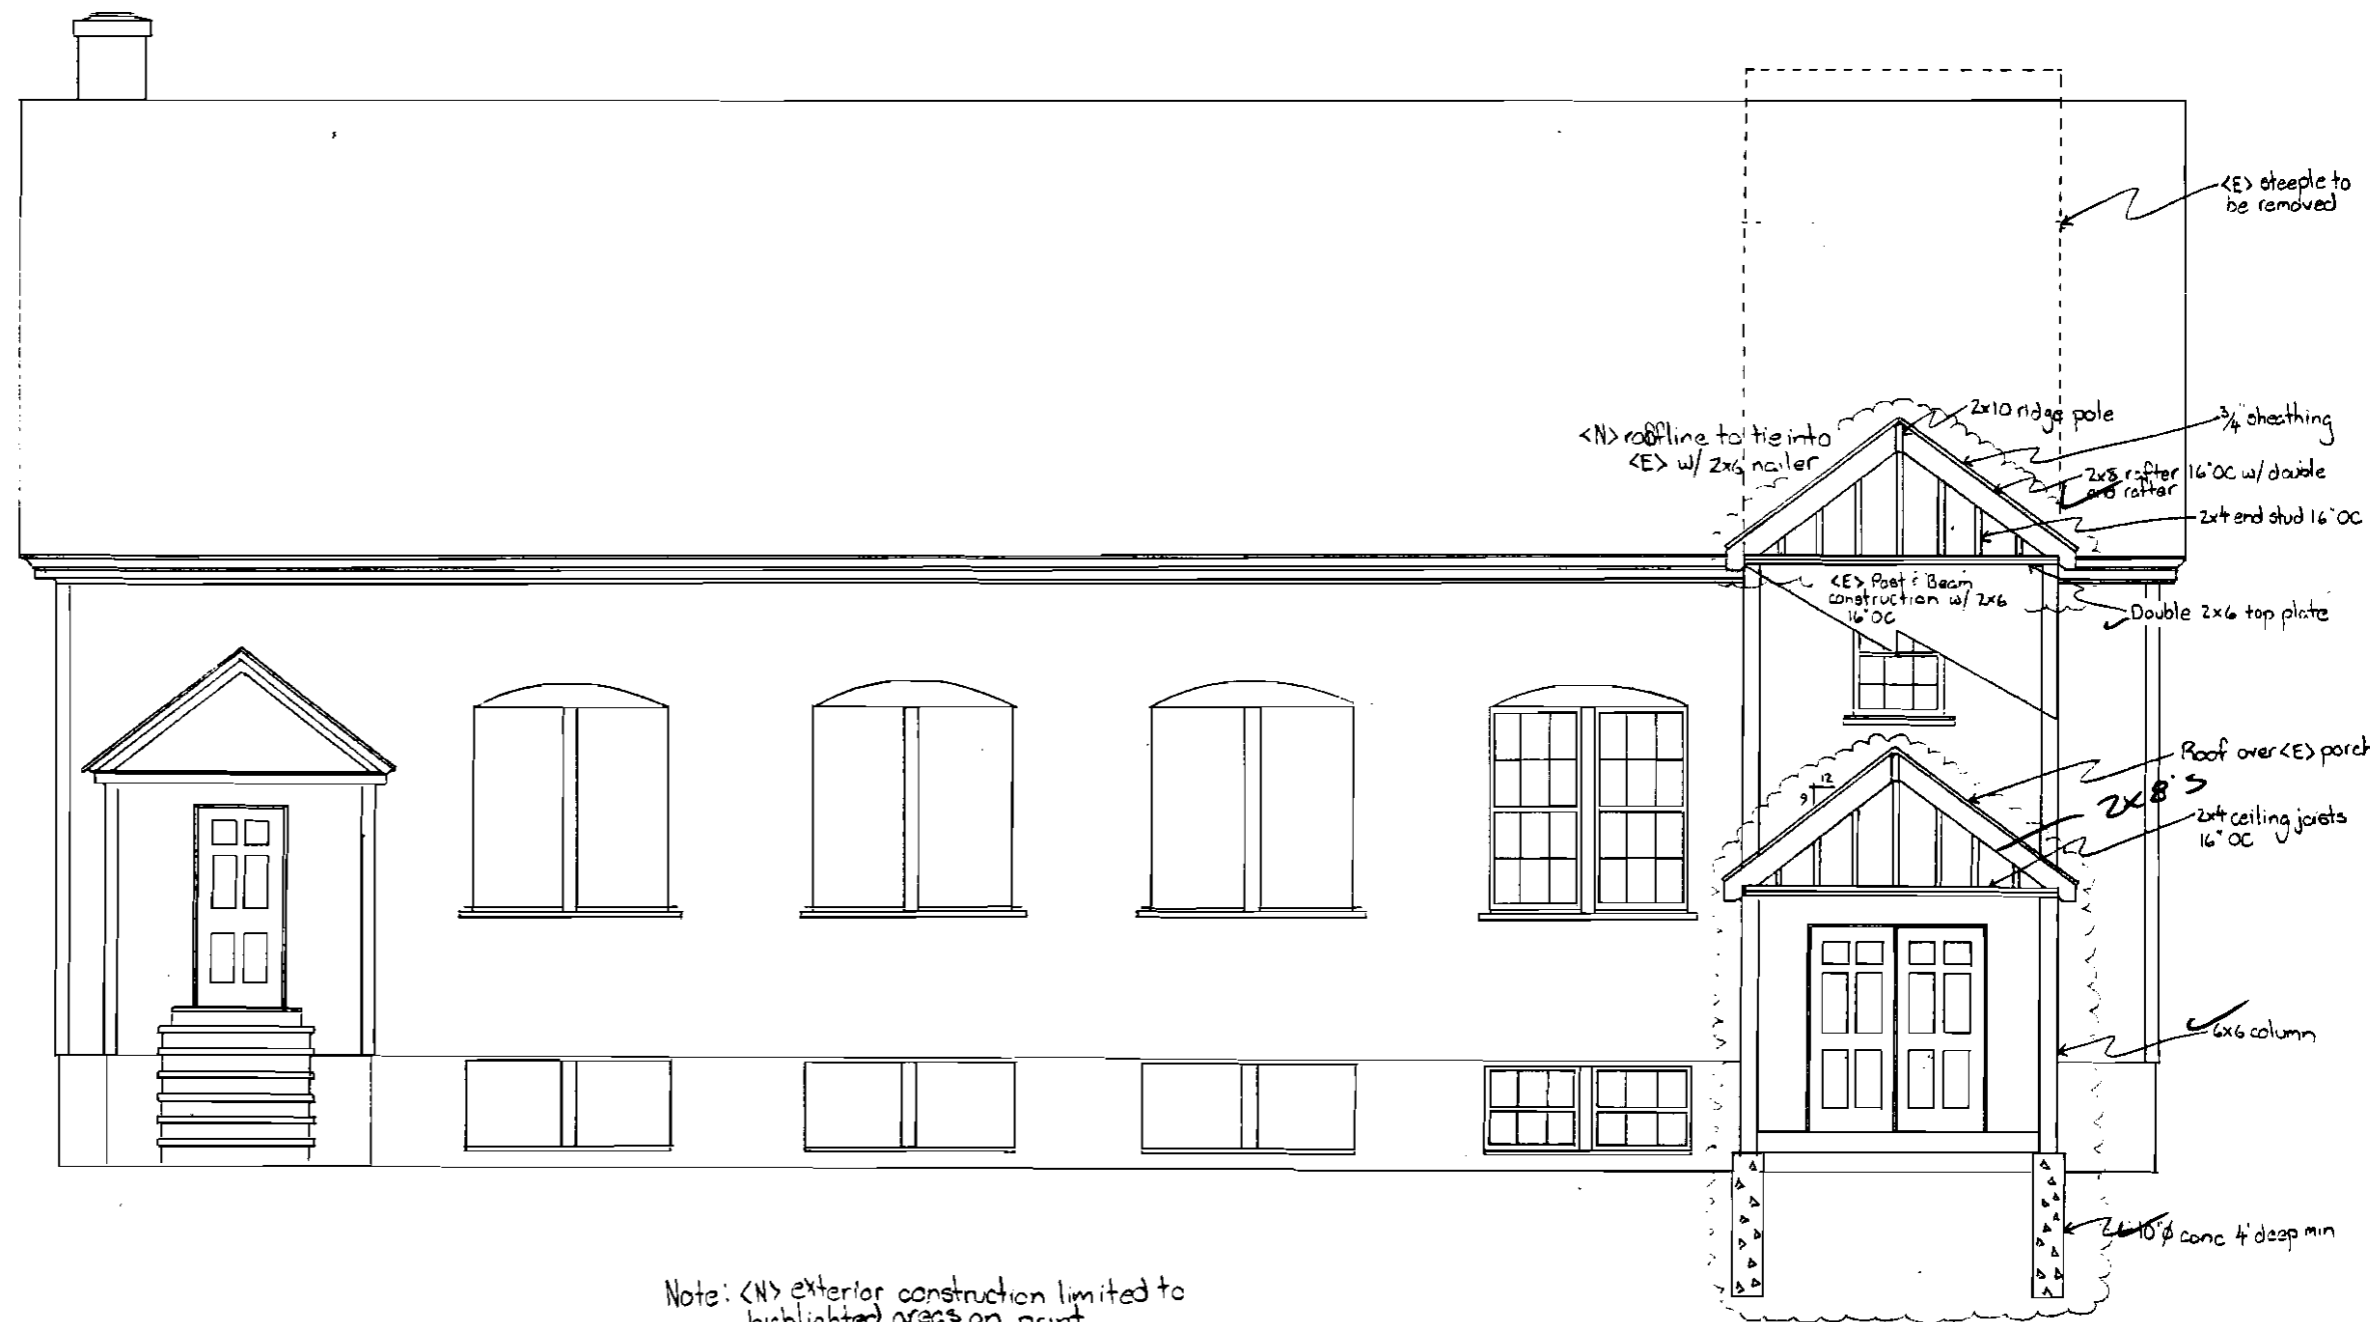 <E> steeple to
be removed
2x10 ridge pole
3/4" sheathing
<N> roofline to tie into
<E> w/ 2x6 nailer
2x8 rafter 16"OC w/ double
rafter
2x4 end stud 16"OC
<E> Post & Beam
construction w/ 2x6
16"OC
Double 2x6 top plate
Roof over <E> porch
12
9
2x8's
2x4 ceiling joists
16" OC
6x6 column
10"ø conc 4' deep min
Note: <N> exterior construction limited to
highlighted areas on print